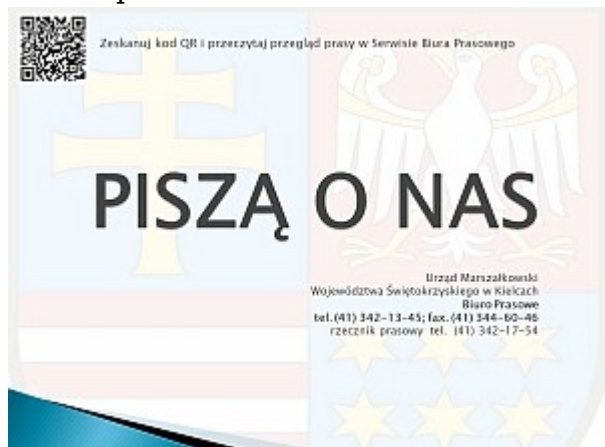 Zeskanuj kod QR i przeczytaj przegląd prasy w Serwisie Biura Prasowego
PISZĄ O NAS
Urząd Marszałkowski
Województwa Świętokrzyskiego w Kielcach
Biuro Prasowe
tel.(41) 342-13-45; fax.(41) 344-60-46
rzecznik prasowy tel. (41) 342-17-54